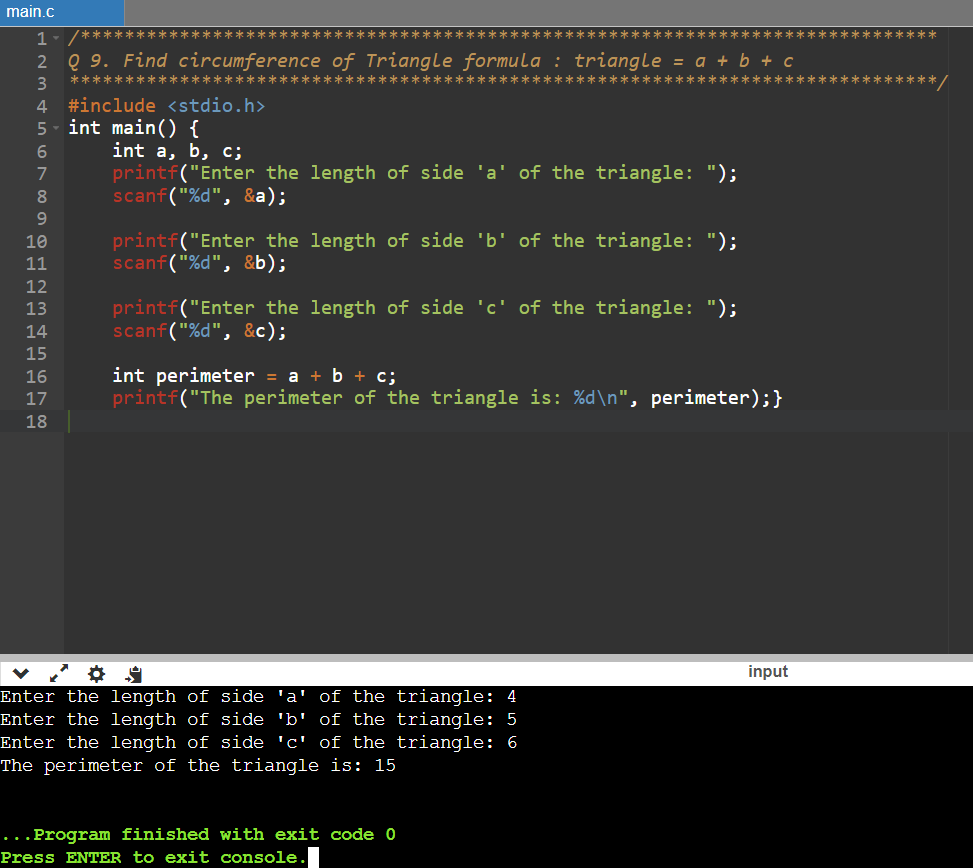 main.c
1 /******************************************************************************
2 Q 9. Find circumference of Triangle formula : triangle = a + b + c
3 *******************************************************************************/
4 #include <stdio.h>
5 int main() {
6     int a, b, c;
7     printf("Enter the length of side 'a' of the triangle: ");
8     scanf("%d", &a);
9
10     printf("Enter the length of side 'b' of the triangle: ");
11     scanf("%d", &b);
12
13     printf("Enter the length of side 'c' of the triangle: ");
14     scanf("%d", &c);
15
16     int perimeter = a + b + c;
17     printf("The perimeter of the triangle is: %d\n", perimeter);}
18
input
Enter the length of side 'a' of the triangle: 4
Enter the length of side 'b' of the triangle: 5
Enter the length of side 'c' of the triangle: 6
The perimeter of the triangle is: 15
...Program finished with exit code 0
Press ENTER to exit console.